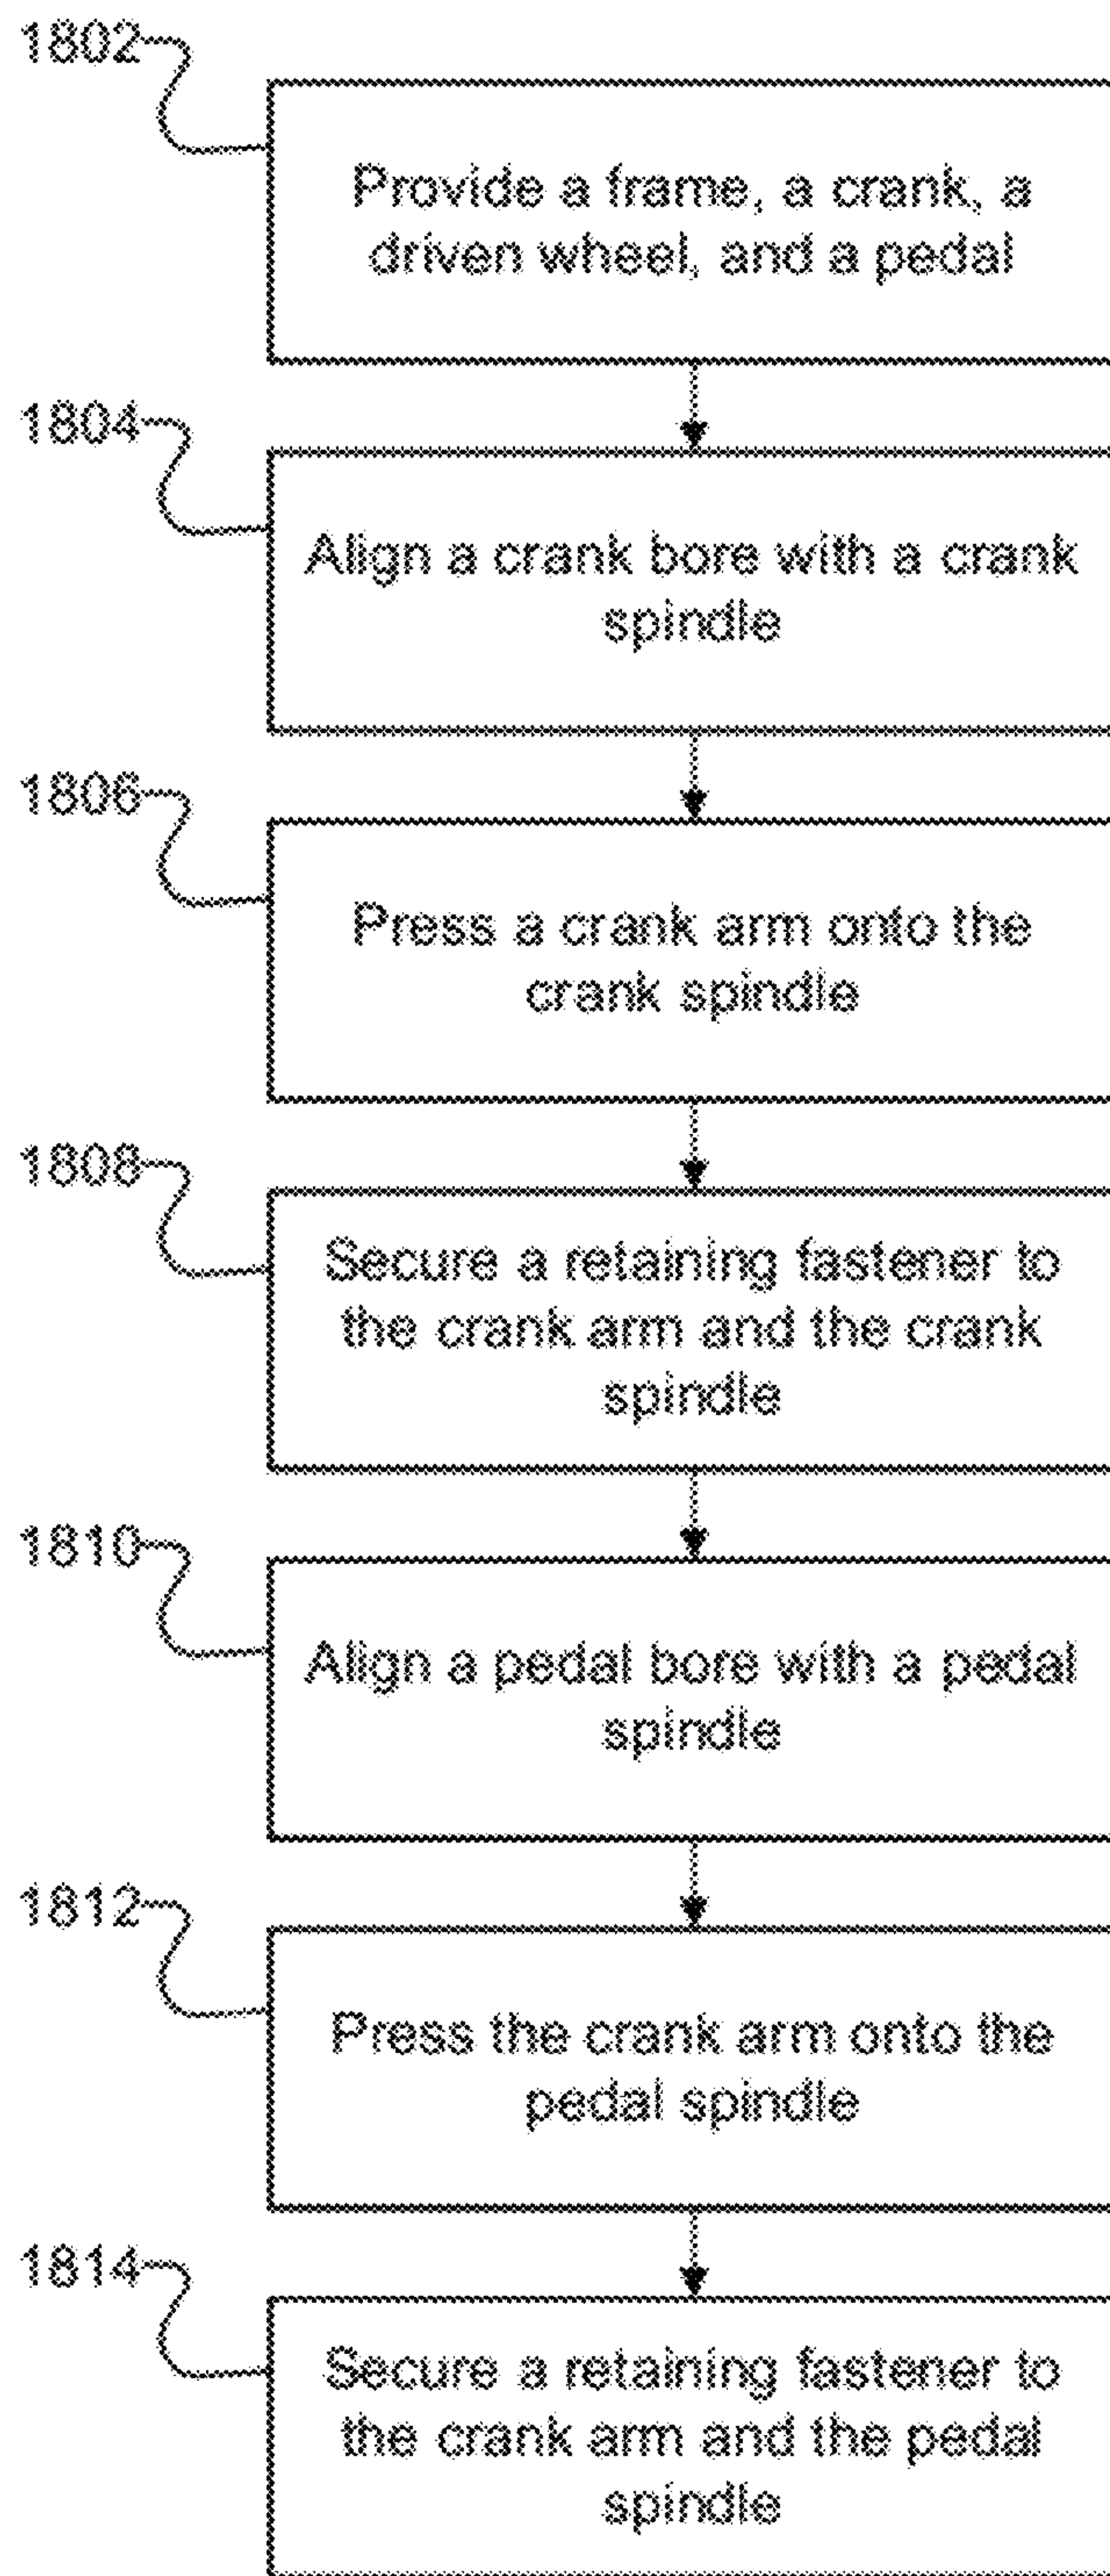 1802
Provide a frame, a crank, a
driven wheel, and a pedal
1804
Align a crank bore with a crank
spindle
1806
Press a crank arm onto the
crank spindle
1808
Secure a retaining fastener to
the crank arm and the crank
spindle
1810
Align a pedal bore with a pedal
spindle
1812
Press the crank arm onto the
pedal spindle
1814
Secure a retaining fastener to
the crank arm and the pedal
spindle